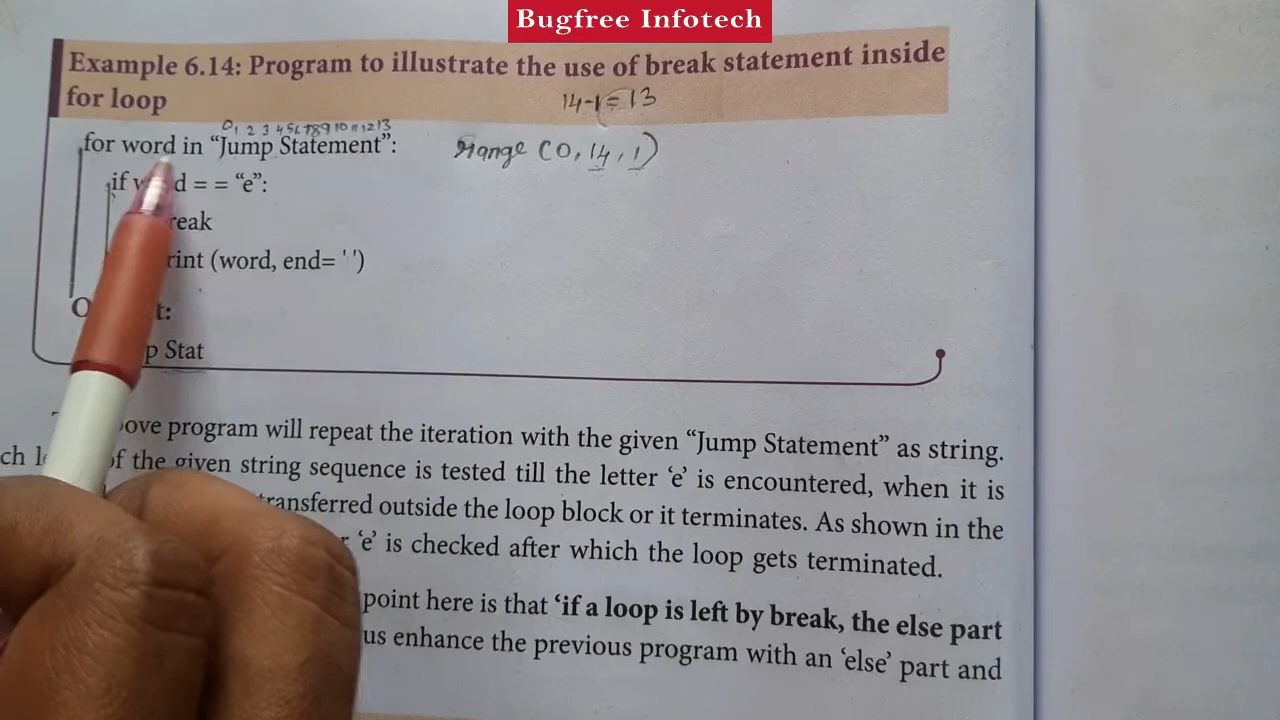 Bugfree Infotech
Example 6.14: Program to illustrate the use of break statement inside
for loop
14-1=13
0 1 2 3 4 5 6 7 8 9 10 11 12 13
for word in “Jump Statement”:
range (0, 14, 1)
if d = = “e”:
reak
rint (word, end= ' ')
t:
p Stat
ove program will repeat the iteration with the given “Jump Statement” as string.
of the given string sequence is tested till the letter ‘e’ is encountered, when it is
transferred outside the loop block or it terminates. As shown in the
‘e’ is checked after which the loop gets terminated.
point here is that ‘if a loop is left by break, the else part
us enhance the previous program with an ‘else’ part and